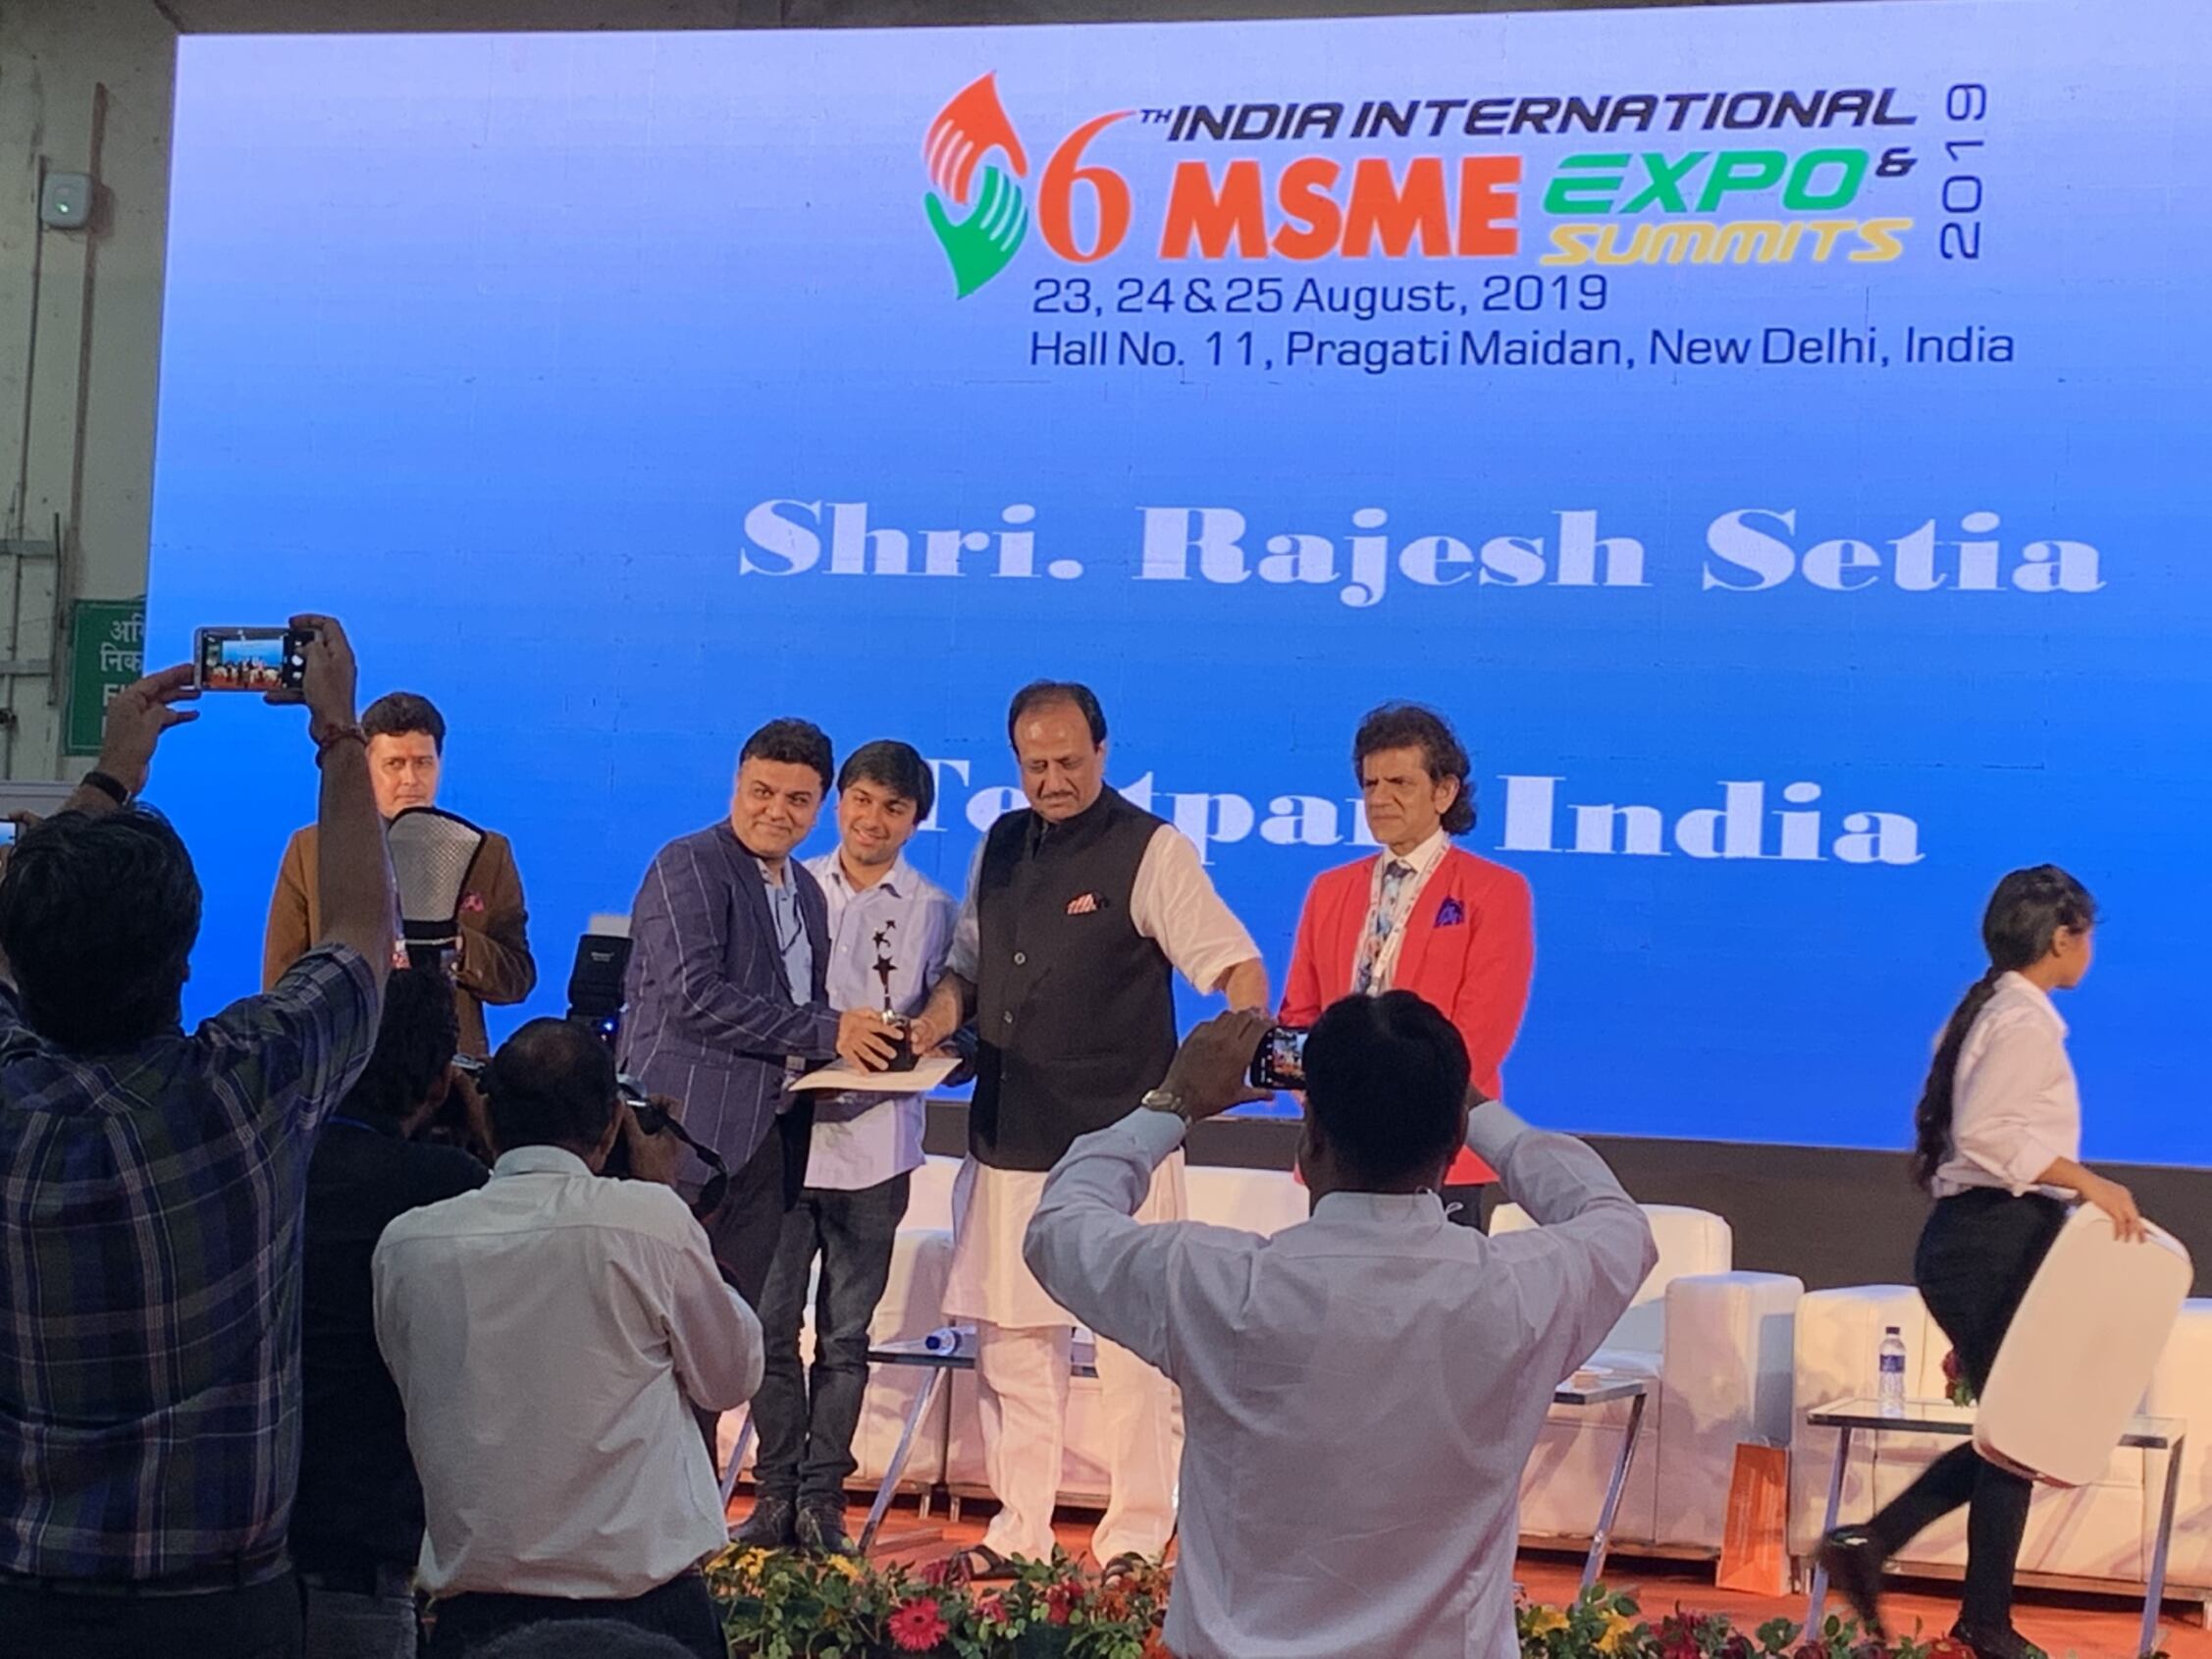 6TH INDIA INTERNATIONAL
MSME EXPO &
SUMMITS
2019
23, 24 & 25 August, 2019
Hall No. 11, Pragati Maidan, New Delhi, India
Shri. Rajesh Setia
India